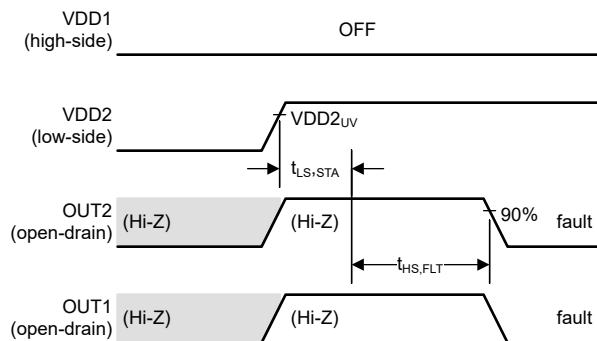 VDD1
(high-side)
OFF
VDD2
(low-side)
VDD2UV
tLS,STA
OUT2
(open-drain)
(Hi-Z)
(Hi-Z)
90%
fault
tHS,FLT
OUT1
(open-drain)
(Hi-Z)
(Hi-Z)
fault